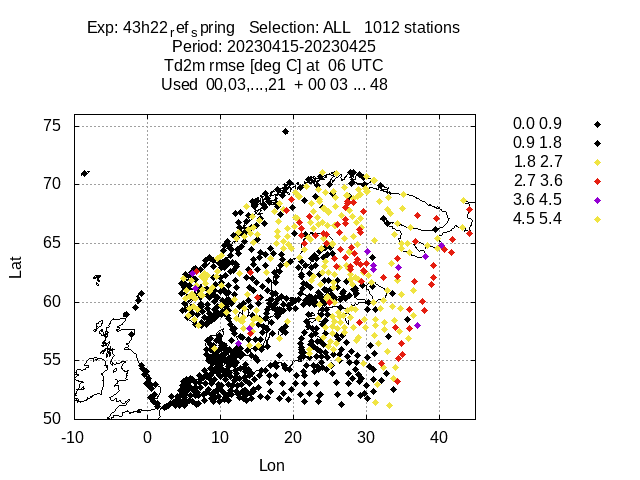 Exp: 43h22refspring Selection: ALL 1012 stations
Period: 20230415-20230425
Td2m rmse [deg C] at 06 UTC
Used 00,03,...,21 + 00 03 ... 48
0.0 0.9
0.9 1.8
1.8 2.7
2.7 3.6
3.6 4.5
4.5 5.4
75
70
65
60
55
50
Lat
-10 0 10 20 30 40
Lon